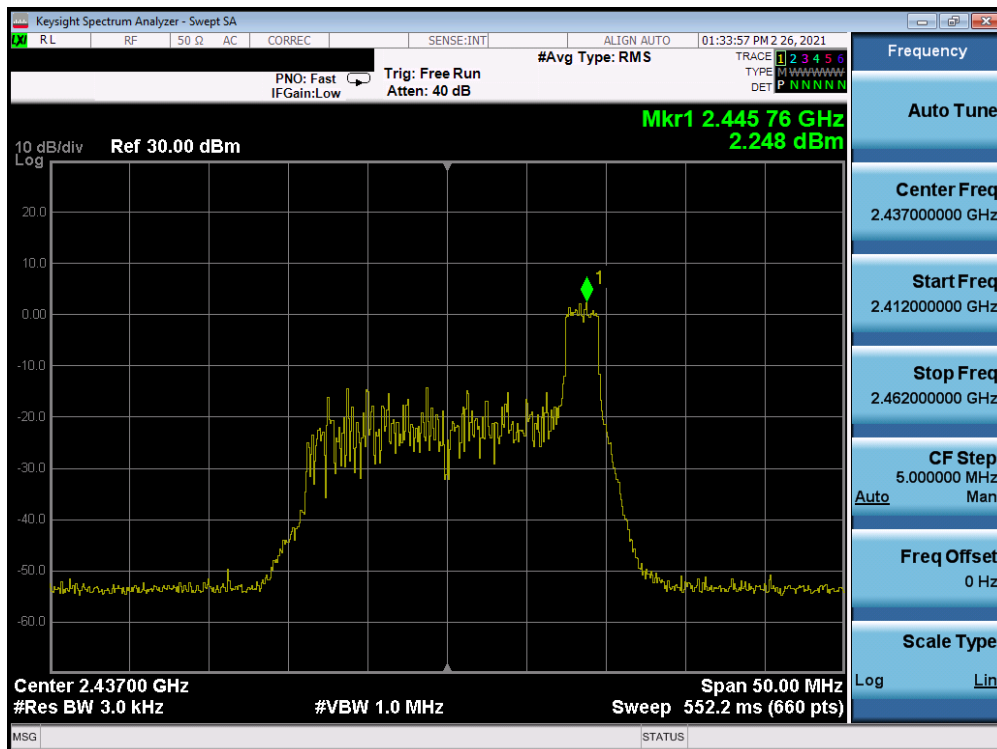 LXI Keysight Spectrum Analyzer - Swept SA
RL RF 50 Ω AC CORREC SENSE:INT ALIGN AUTO 01:33:57 PM 2 26, 2021
PNO: Fast
IFGain:Low
Trig: Free Run
Atten: 40 dB
#Avg Type: RMS
TRACE 1 2 3 4 5 6
TYPE M WWWWW
DET P N N N N N
Mkr1 2.445 76 GHz
2.248 dBm
10 dB/div
Log
Ref 30.00 dBm
20.0
10.0
0.00
-10.0
-20.0
-30.0
-40.0
-50.0
-60.0
1
Center 2.43700 GHz
Span 50.00 MHz
#Res BW 3.0 kHz
#VBW 1.0 MHz
Sweep 552.2 ms (660 pts)
MSG STATUS
Frequency
Auto Tune
Center Freq
2.437000000 GHz
Start Freq
2.412000000 GHz
Stop Freq
2.462000000 GHz
CF Step
5.000000 MHz
Auto Man
Freq Offset
0 Hz
Scale Type
Log Lin